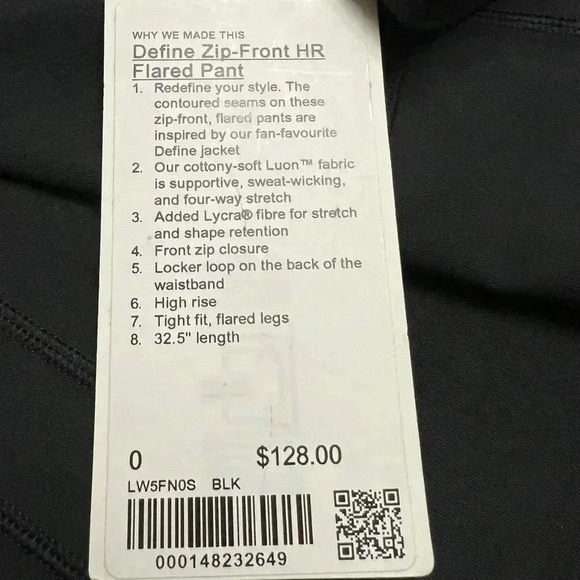 WHY WE MADE THIS
Define Zip-Front HR
Flared Pant
1. Redefine your style. The
contoured seams on these
zip-front, flared pants are
inspired by our fan-favourite
Define jacket
2. Our cottony-soft Luon™ fabric
is supportive, sweat-wicking,
and four-way stretch
3. Added Lycra® fibre for stretch
and shape retention
4. Front zip closure
5. Locker loop on the back of the
waistband
6. High rise
7. Tight fit, flared legs
8. 32.5" length
0 $128.00
LW5FN0S BLK
000148232649